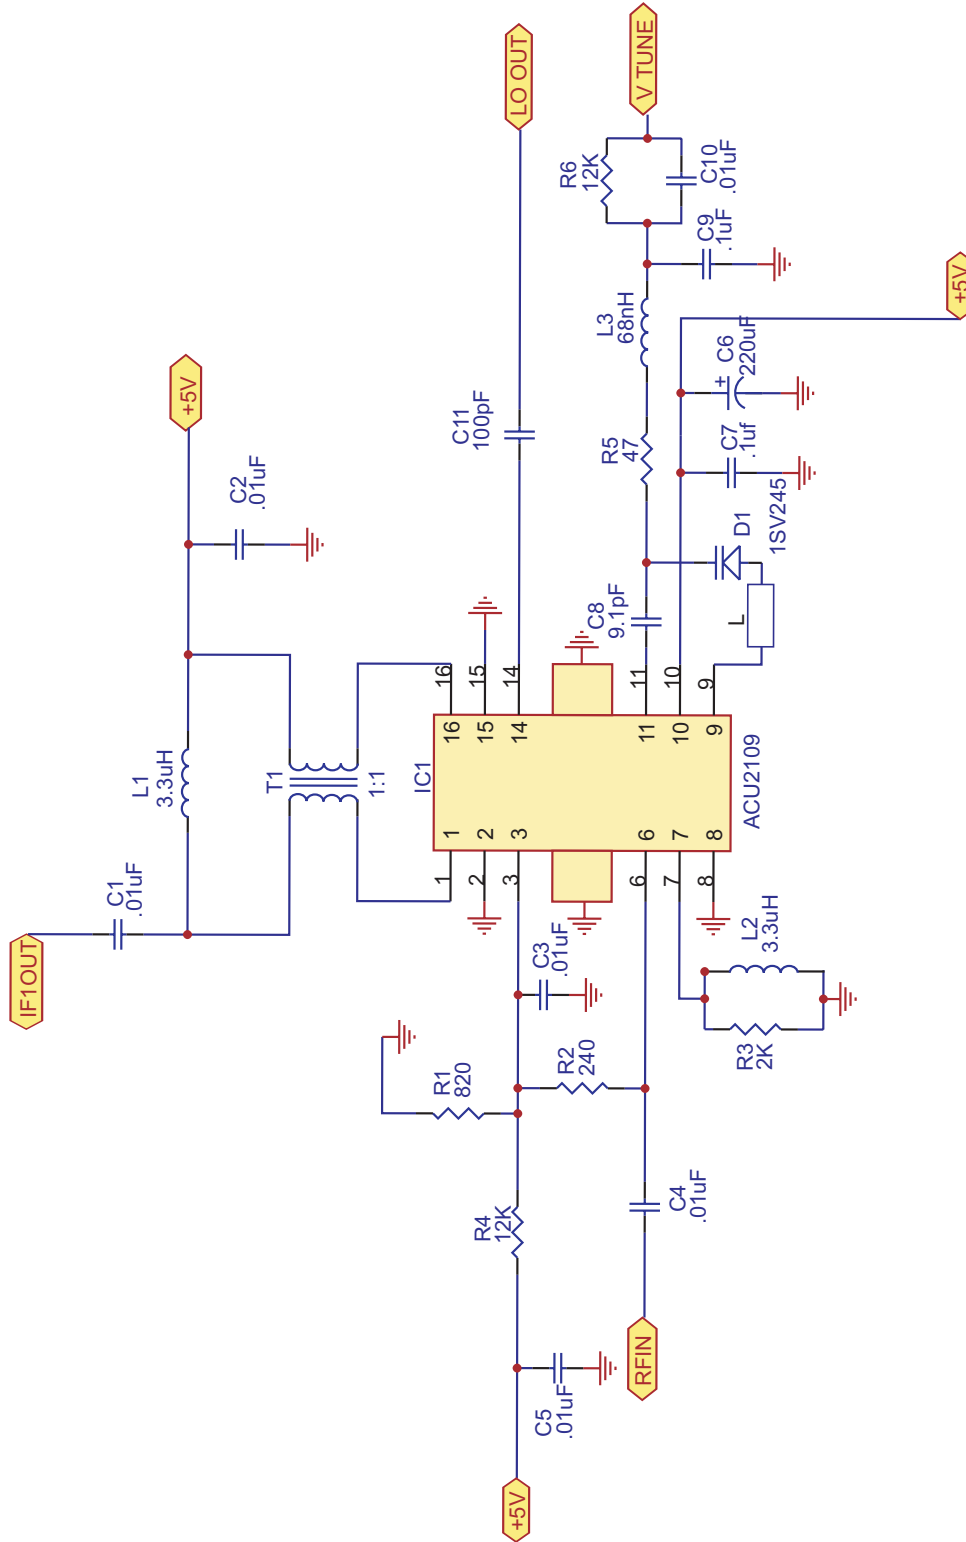 IF1OUT
C1
.01uF
L1
3.3uH
+5V
C2
.01uF
T1
1:1
LO OUT
C11
100pF
V TUNE
R6
12K
C10
.01uF
C9
.1uF
L3
68nH
R5
47
C8
9.1pF
+5V
C6
+
220uF
C7
.1uf
D1
1SV245
L
IC1
ACU2109
1
2
3
6
7
8
16
15
14
11
10
9
1
2
3
6
7
8
16
15
14
11
10
9
C3
.01uF
R1
820
R2
240
L2
3.3uH
R3
2K
R4
12K
C4
.01uF
C5
.01uF
RFIN
+5V